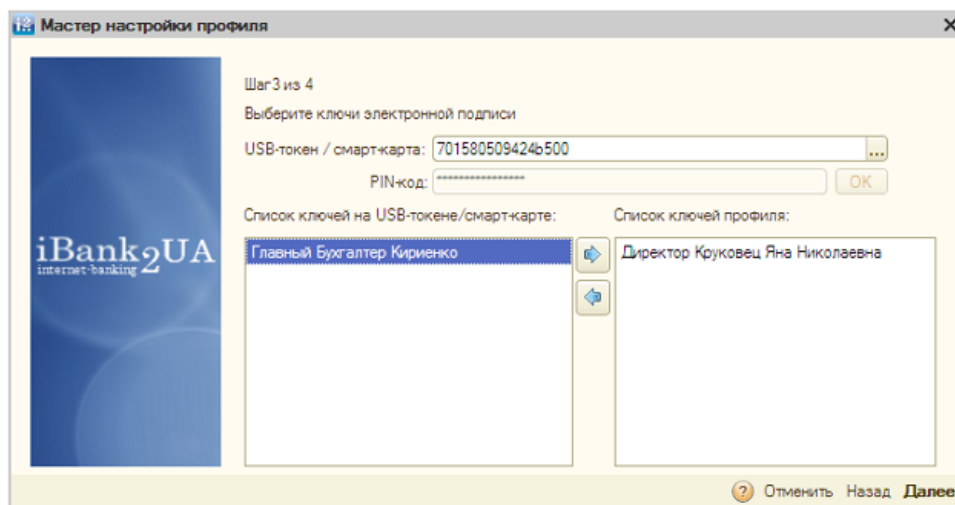 Мастер настройки профиля
Шаг 3 из 4
Выберите ключи электронной подписи
USB-токен / смарт-карта: 701580509424b500 ...
PIN-код: **************** OK
Список ключей на USB-токене/смарт-карте: Список ключей профиля:
Главный Бухгалтер Кириенко Директор Круковец Яна Николаевна
iBank2UA
internet-banking
? Отменить Назад Далее